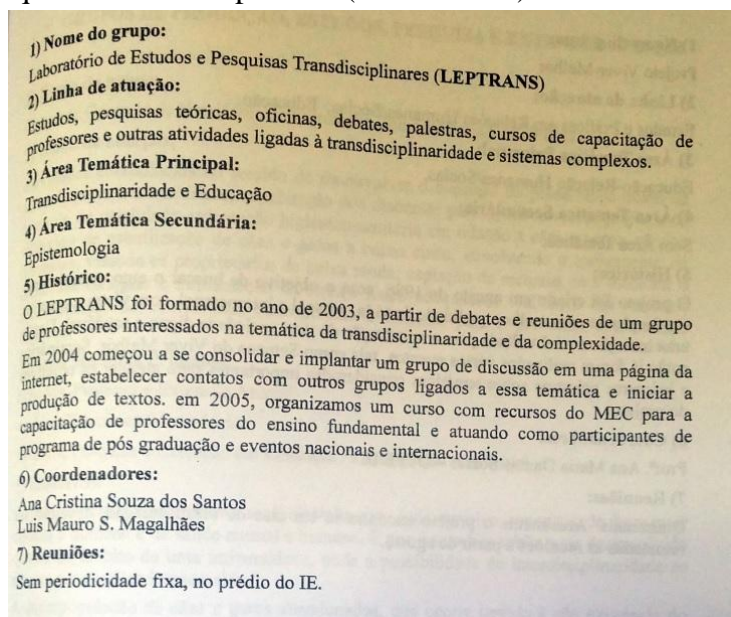 1) Nome do grupo:
Laboratório de Estudos e Pesquisas Transdisciplinares (LEPTRANS)
2) Linha de atuação:
Estudos, pesquisas teóricas, oficinas, debates, palestras, cursos de capacitação de
professores e outras atividades ligadas à transdisciplinaridade e sistemas complexos.
3) Área Temática Principal:
Transdisciplinaridade e Educação
4) Área Temática Secundária:
Epistemologia
5) Histórico:
O LEPTRANS foi formado no ano de 2003, a partir de debates e reuniões de um grupo
de professores interessados na temática da transdisciplinaridade e da complexidade.
Em 2004 começou a se consolidar e implantar um grupo de discussão em uma página da
internet, estabelecer contatos com outros grupos ligados a essa temática e iniciar a
produção de textos. em 2005, organizamos um curso com recursos do MEC para a
capacitação de professores do ensino fundamental e atuando como participantes de
programa de pós graduação e eventos nacionais e internacionais.
6) Coordenadores:
Ana Cristina Souza dos Santos
Luis Mauro S. Magalhães
7) Reuniões:
Sem periodicidade fixa, no prédio do IE.